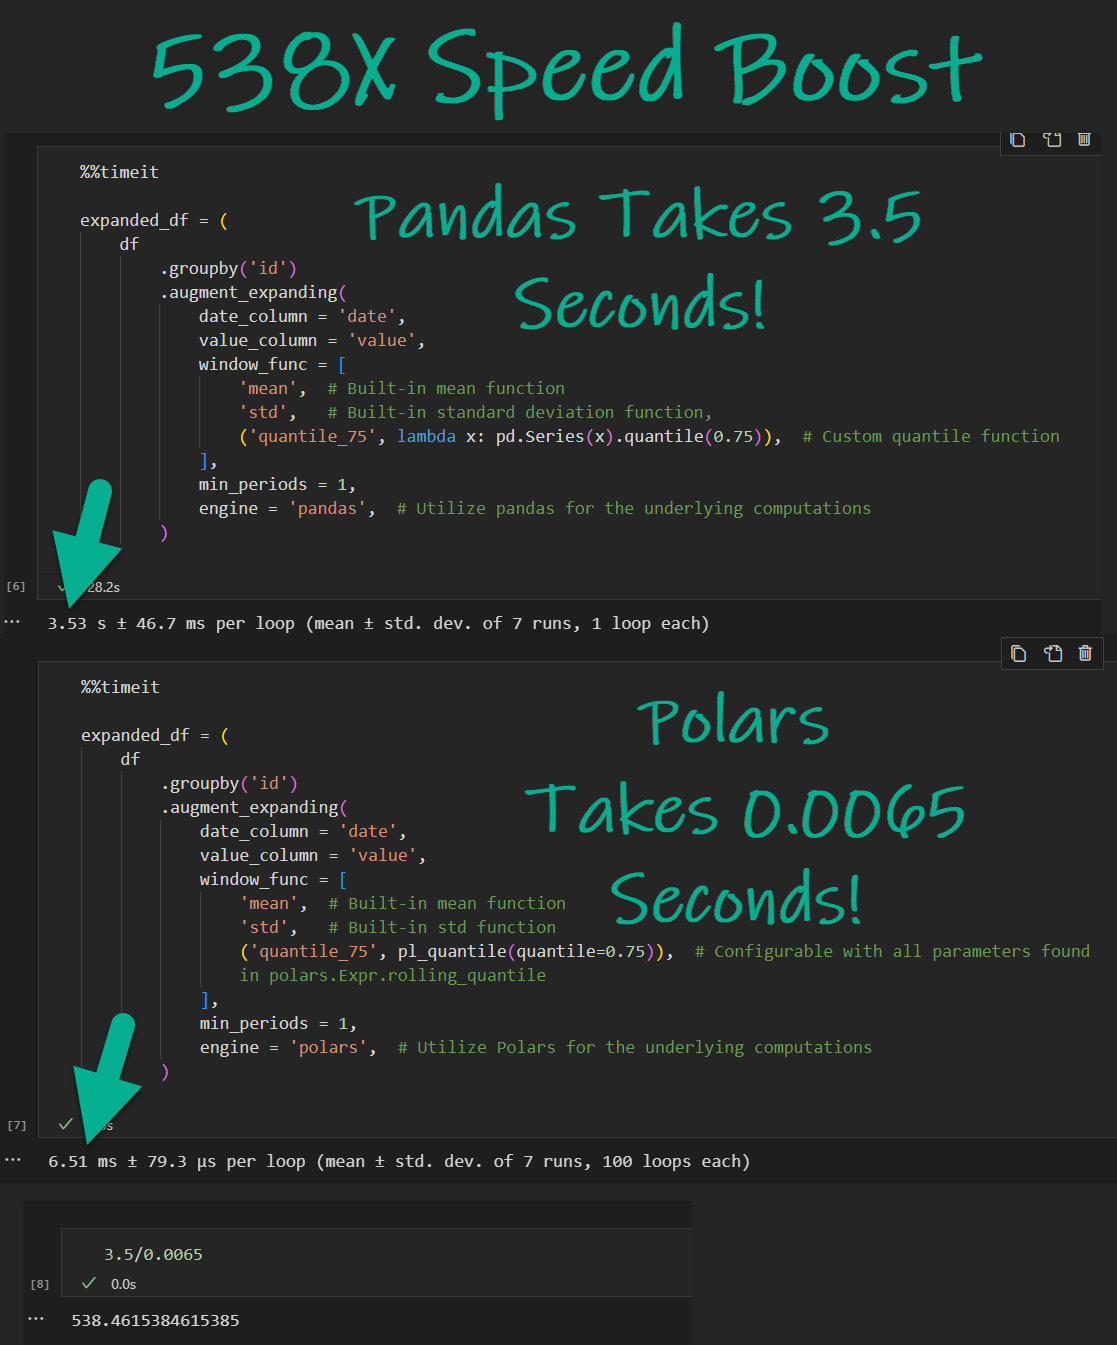 538X Speed Boost
%%timeit
Pandas Takes 3.5
Seconds!
expanded_df = (
df
.groupby('id')
.augment_expanding(
date_column = 'date',
value_column = 'value',
window_func = [
'mean',  # Built-in mean function
'std',   # Built-in standard deviation function,
('quantile_75', lambda x: pd.Series(x).quantile(0.75)),  # Custom quantile function
],
min_periods = 1,
engine = 'pandas',  # Utilize pandas for the underlying computations
)
[6]
28.2s
3.53 s ± 46.7 ms per loop (mean ± std. dev. of 7 runs, 1 loop each)
%%timeit
Polars
Takes 0.0065
Seconds!
expanded_df = (
df
.groupby('id')
.augment_expanding(
date_column = 'date',
value_column = 'value',
window_func = [
'mean',  # Built-in mean function
'std',   # Built-in std function
('quantile_75', pl_quantile(quantile=0.75)),  # Configurable with all parameters found
in polars.Expr.rolling_quantile
],
min_periods = 1,
engine = 'polars',  # Utilize Polars for the underlying computations
)
[7]
6.51 ms ± 79.3 µs per loop (mean ± std. dev. of 7 runs, 100 loops each)
3.5/0.0065
[8]
0.0s
538.4615384615385